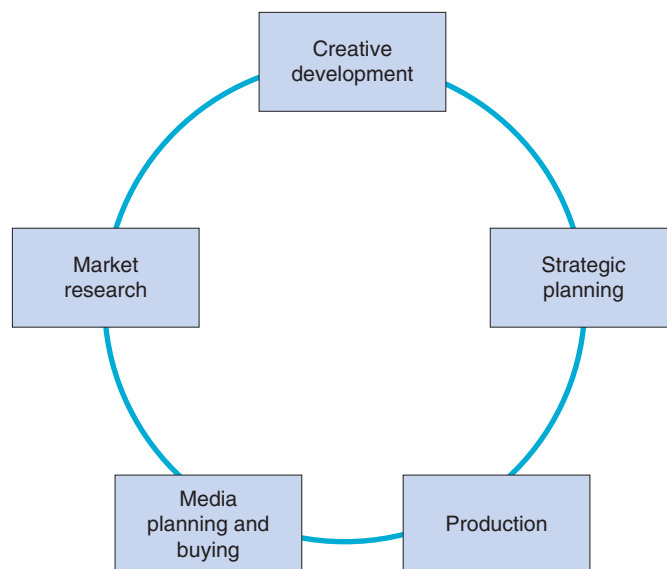 Creative
development
Market
research
Strategic
planning
Media
planning and
buying
Production